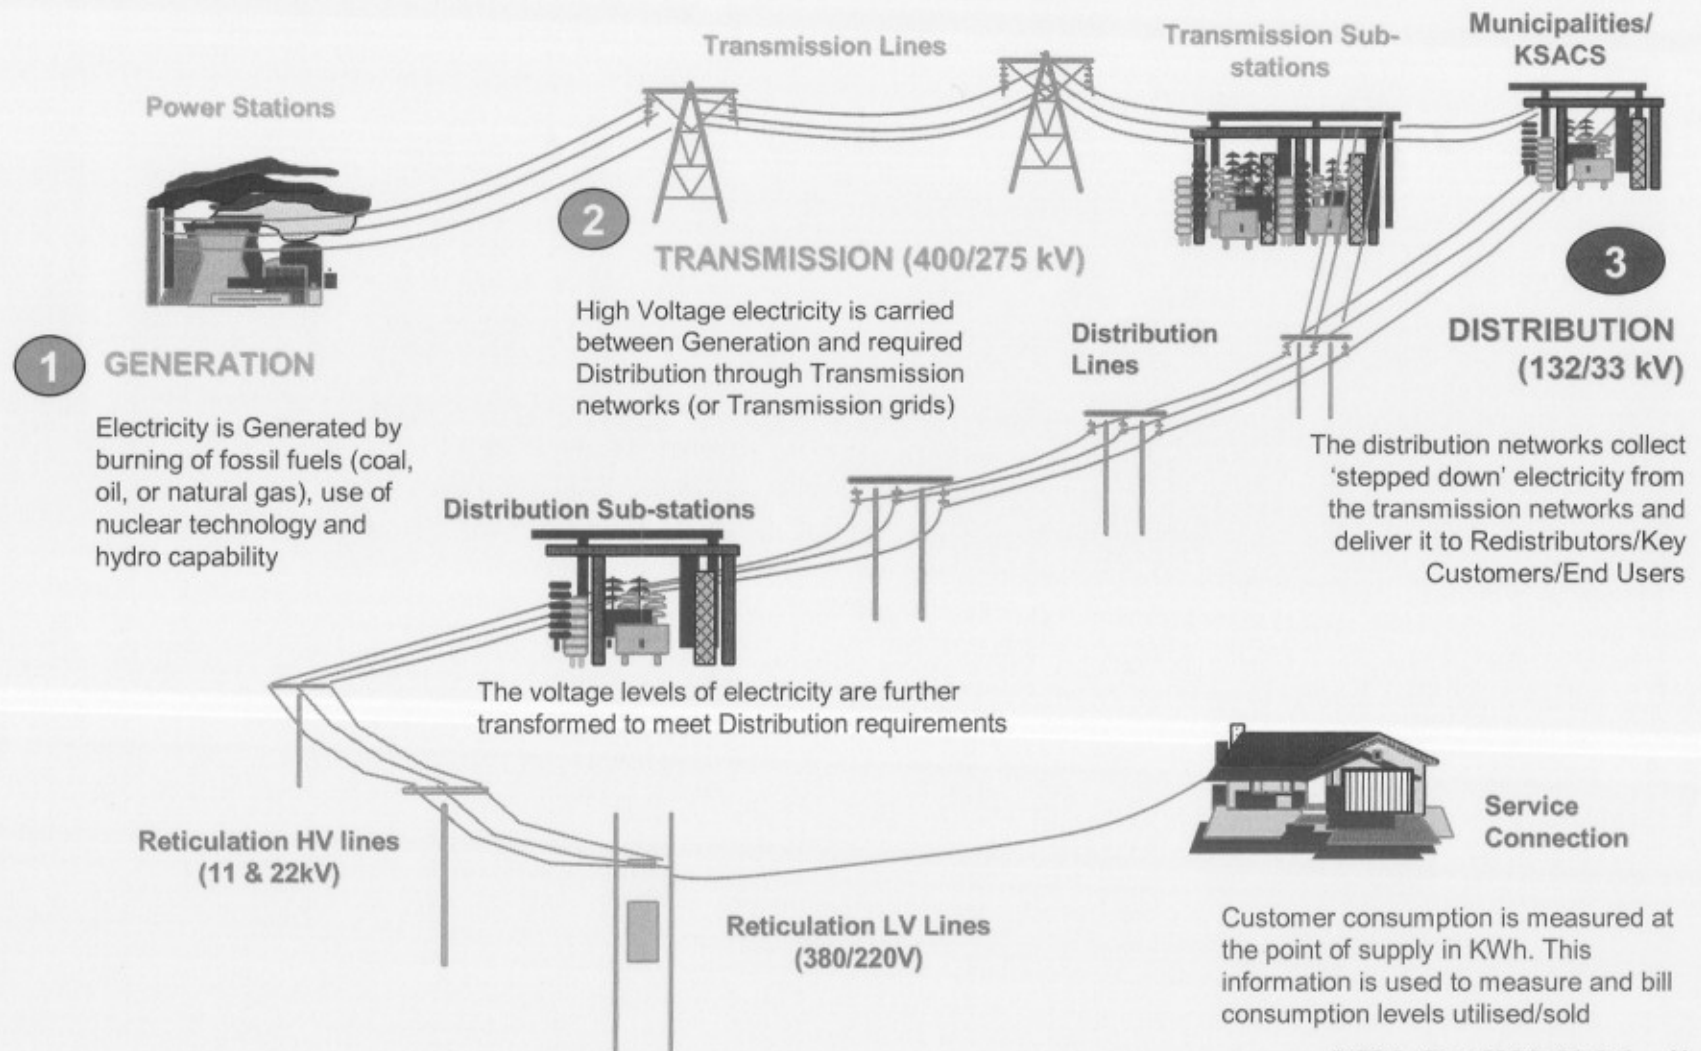 Power Stations
Transmission Lines
Transmission Sub-
stations
Municipalities/
KSACS
1
GENERATION
Electricity is Generated by
burning of fossil fuels (coal,
oil, or natural gas), use of
nuclear technology and
hydro capability
2
TRANSMISSION (400/275 kV)
High Voltage electricity is carried
between Generation and required
Distribution through Transmission
networks (or Transmission grids)
3
DISTRIBUTION
(132/33 kV)
The distribution networks collect
‘stepped down’ electricity from
the transmission networks and
deliver it to Redistributors/Key
Customers/End Users
Distribution
Lines
Distribution Sub-stations
The voltage levels of electricity are further
transformed to meet Distribution requirements
Reticulation HV lines
(11 & 22kV)
Reticulation LV Lines
(380/220V)
Service
Connection
Customer consumption is measured at
the point of supply in KWh. This
information is used to measure and bill
consumption levels utilised/sold